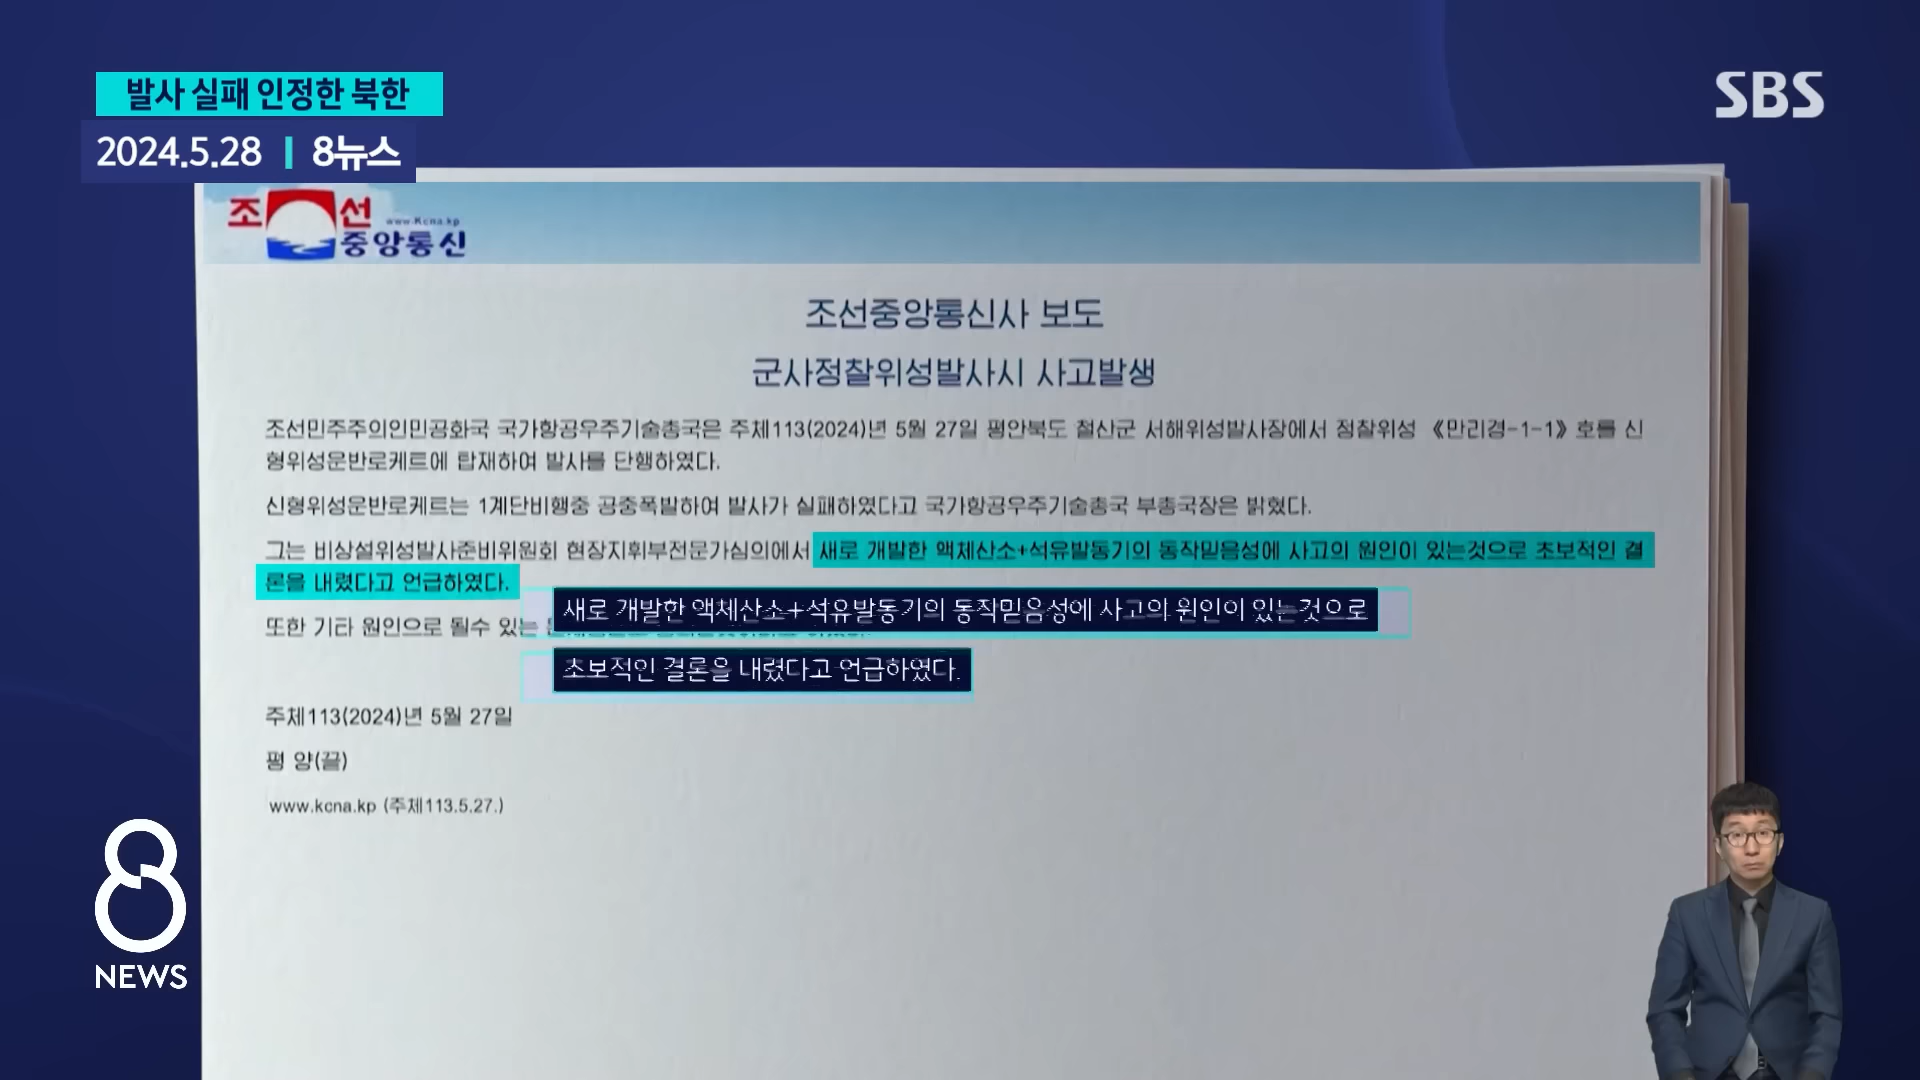 발사 실패 인정한 북한
SBS
2024.5.28 | 8뉴스
조선 www.Kcna.kp
중앙통신
조선중앙통신사 보도
군사정찰위성발사시 사고발생
조선민주주의인민공화국 국가항공우주기술총국은 주체113(2024)년 5월 27일 평안북도 철산군 서해위성발사장에서 정찰위성 《만리경-1-1》호를 신
형위성운반로케트에 탑재하여 발사를 단행하였다.
신형위성운반로케트는 1계단비행중 공중폭발하여 발사가 실패하였다고 국가항공우주기술총국 부총국장은 밝혔다.
그는 비상설위성발사준비위원회 현장지휘부전문가심의에서 새로 개발한 액체산소+석유발동기의 동작믿음성에 사고의 원인이 있는것으로 초보적인 결
론을 내렸다고 언급하였다.
새로 개발한 액체산소+석유발동기의 동작믿음성에 사고의 원인이 있는것으로
또한 기타 원인으로 될수 있는
초보적인 결론을 내렸다고 언급하였다.
주체113(2024)년 5월 27일
평 양(끝)
www.kcna.kp (주체113.5.27.)
8
NEWS